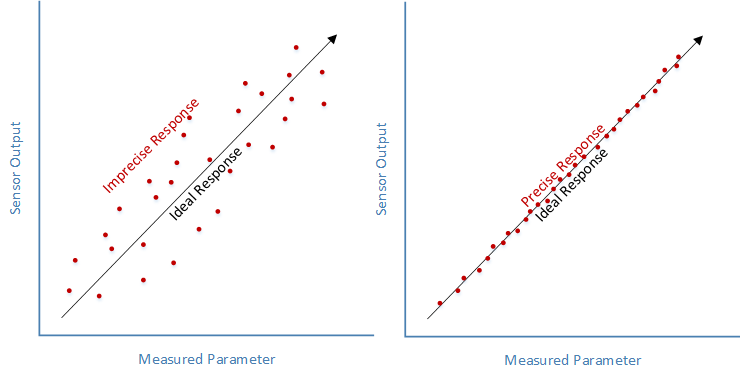 Sensor Output
Imprecise Response
Ideal Response
Measured Parameter
Sensor Output
Precise Response
Ideal Response
Measured Parameter